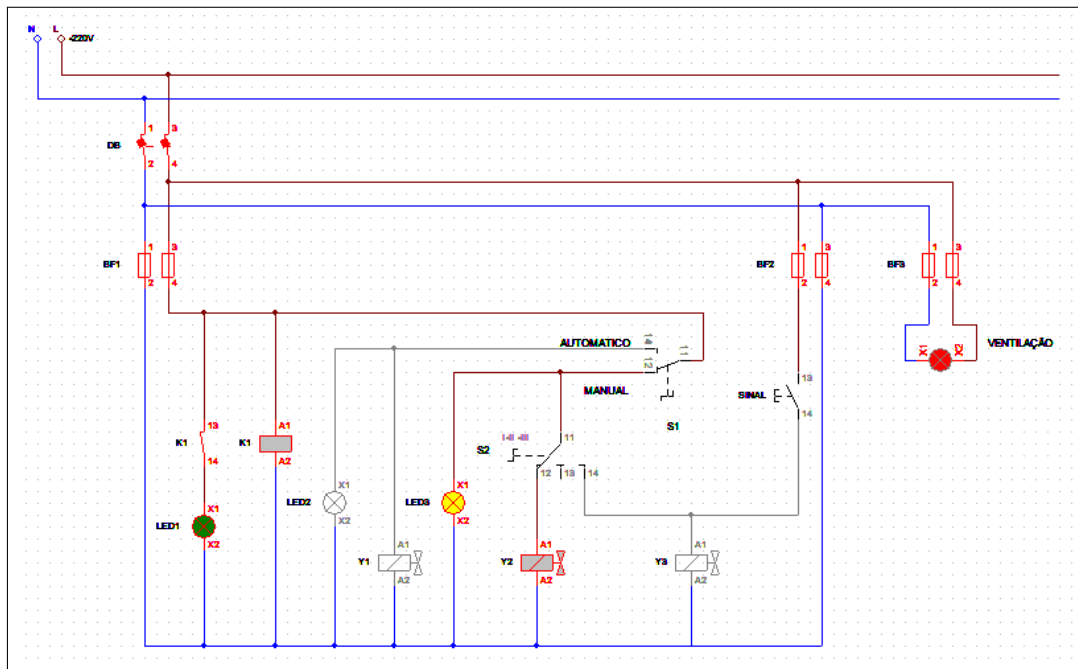 N L
~220V
1 3
DB
2 4
1 3
BF1
2 4
1 3
BF2
2 4
1 3
BF3
2 4
AUTOMATICO 14
11
12
MANUAL
S1
X1 X2
VENTILAÇÃO
13
SINAL
14
13
K1
14
A1
K1
A2
I-II-III
11
S2
12 13 14
X1
LED1
X2
X1
LED2
X2
X1
LED3
X2
A1
Y1
A2
A1
Y2
A2
A1
Y3
A2